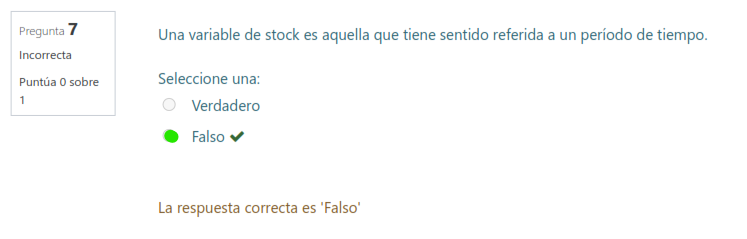 Pregunta 7
Incorrecta
Puntúa 0 sobre
1
Una variable de stock es aquella que tiene sentido referida a un período de tiempo.
Seleccione una:
Verdadero
Falso
La respuesta correcta es 'Falso'